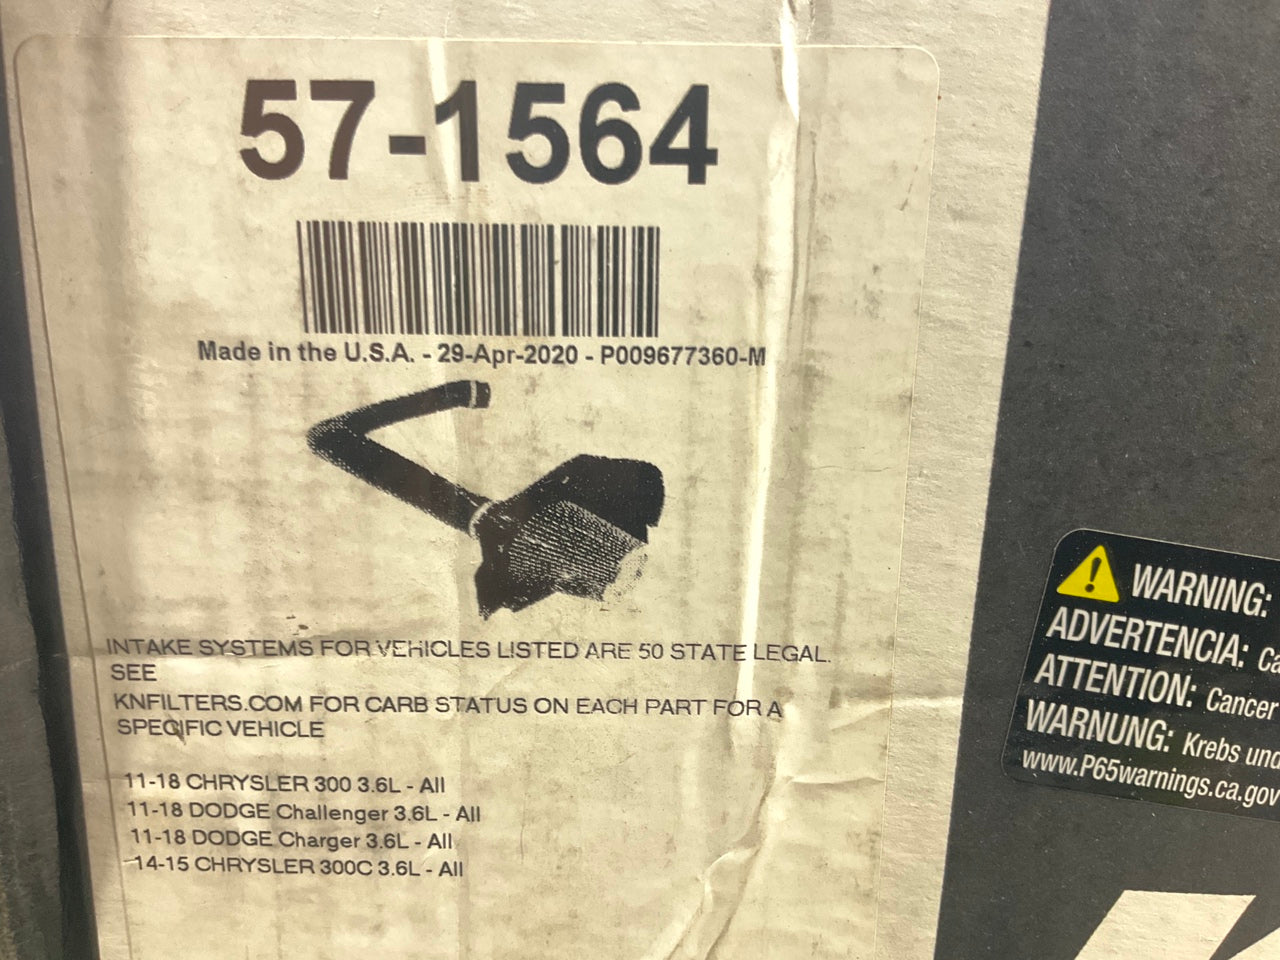 57-1564
Made in the U.S.A. - 29-Apr-2020 - P009677360-M
INTAKE SYSTEMS FOR VEHICLES LISTED ARE 50 STATE LEGAL.
SEE
KNFILTERS.COM FOR CARB STATUS ON EACH PART FOR A
SPECIFIC VEHICLE
11-18 CHRYSLER 300 3.6L - All
11-18 DODGE Challenger 3.6L - All
11-18 DODGE Charger 3.6L - All
14-15 CHRYSLER 300C 3.6L - All
WARNING:
ADVERTENCIA:
ATTENTION: Cancer
WARNUNG: Krebs und
www.P65warnings.ca.gov